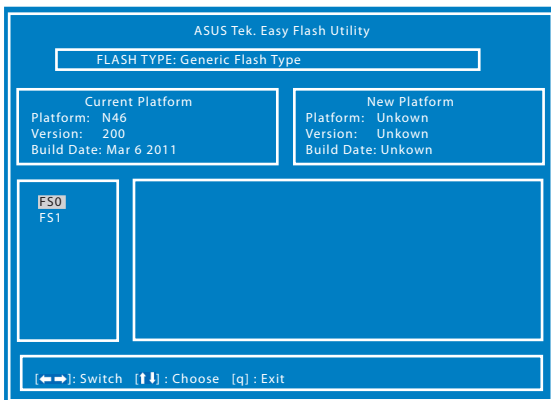 ASUS Tek. Easy Flash Utility
FLASH TYPE: Generic Flash Type
Current Platform
Platform: N46
Version: 200
Build Date: Mar 6 2011
New Platform
Platform: Unkown
Version: Unkown
Build Date: Unkown
FS0
FS1
[⬅➡]: Switch [⬆⬇] : Choose [q] : Exit